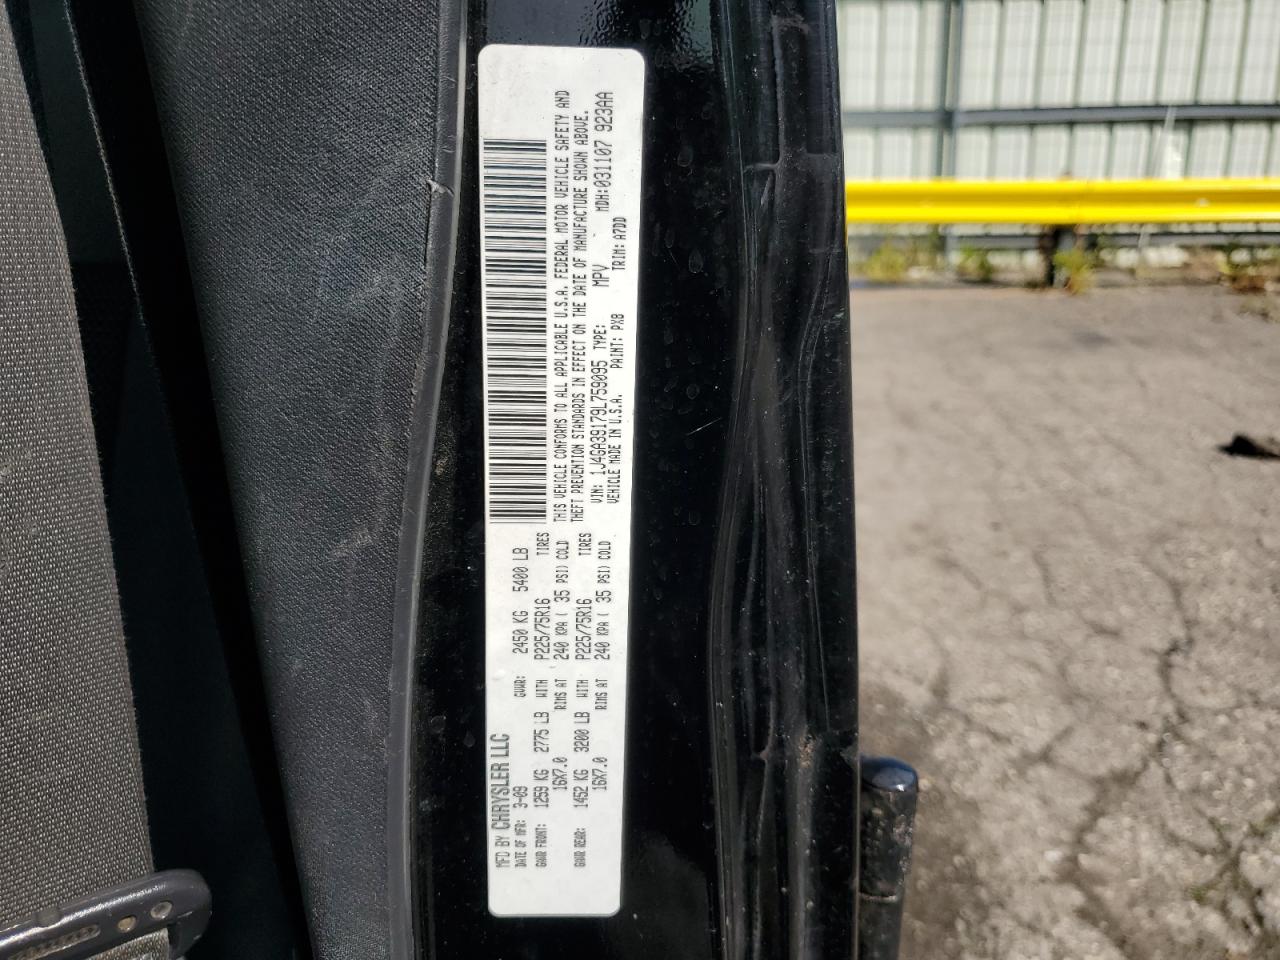 MFD BY CHRYSLER LLC
DATE OF MFR: 3-09 GVWR: 2450 KG 5400 LB
GAWR FRONT: 1259 KG 2775 LB WITH P225/75R16 TIRES
16X7.0 RIMS AT 240 KPA ( 35 PSI) COLD
GAWR REAR: 1452 KG 3200 LB WITH P225/75R16 TIRES
16X7.0 RIMS AT 240 KPA ( 35 PSI) COLD
THIS VEHICLE CONFORMS TO ALL APPLICABLE U.S.A. FEDERAL MOTOR VEHICLE SAFETY AND
THEFT PREVENTION STANDARDS IN EFFECT ON THE DATE OF MANUFACTURE SHOWN ABOVE.
VIN: 1J4GA39179L759095 TYPE: MPV MDH:031107 923AA
VEHICLE MADE IN U.S.A. PAINT: PX8 TRIM: A7DD